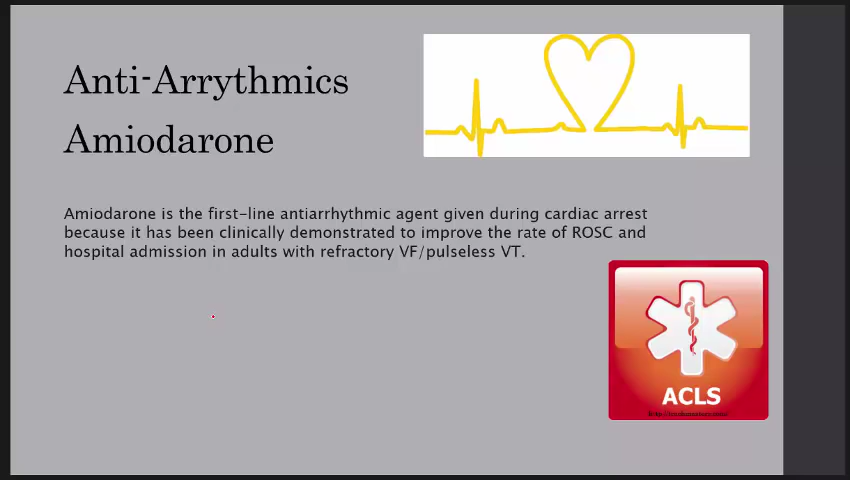 Anti-Arrythmics
Amiodarone
Amiodarone is the first-line antiarrhythmic agent given during cardiac arrest
because it has been clinically demonstrated to improve the rate of ROSC and
hospital admission in adults with refractory VF/pulseless VT.
ACLS